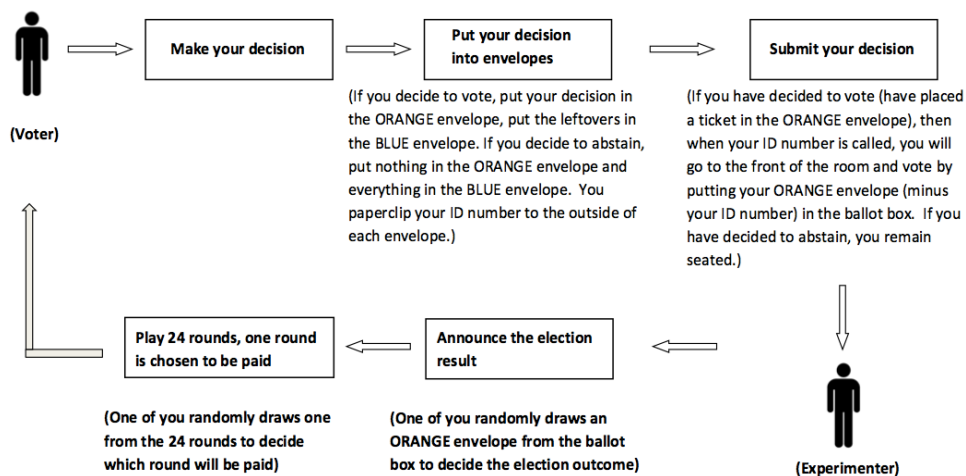 Make your decision
Put your decision
into envelopes
Submit your decision
(Voter)
(If you decide to vote, put your decision in
the ORANGE envelope, put the leftovers in
the BLUE envelope. If you decide to abstain,
put nothing in the ORANGE envelope and
everything in the BLUE envelope.  You
paperclip your ID number to the outside of
each envelope.)
(If you have decided to vote (have placed
a ticket in the ORANGE envelope), then
when your ID number is called, you will
go to the front of the room and vote by
putting your ORANGE envelope (minus
your ID number) in the ballot box.  If you
have decided to abstain, you remain
seated.)
Play 24 rounds, one round
is chosen to be paid
Announce the election
result
(One of you randomly draws one
from the 24 rounds to decide
which round will be paid)
(One of you randomly draws an
ORANGE envelope from the ballot
box to decide the election outcome)
(Experimenter)